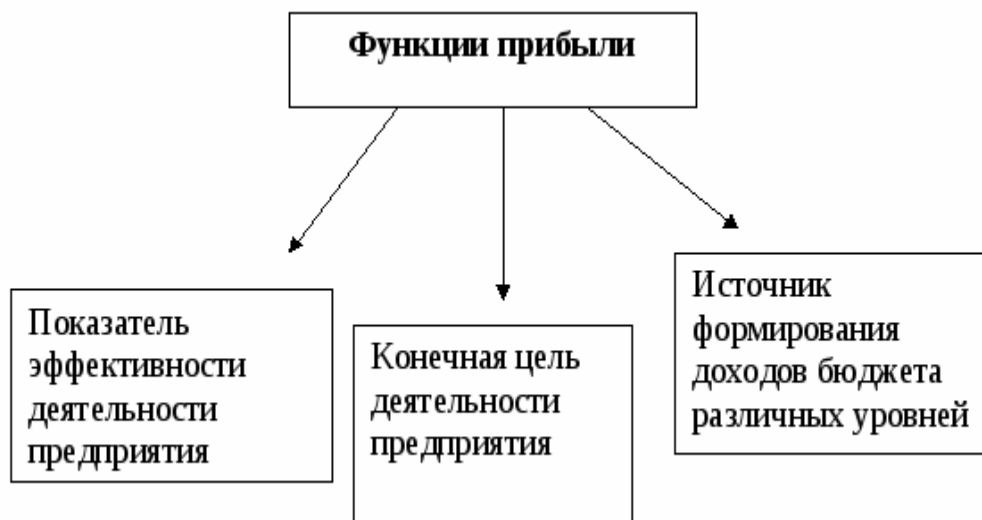 Функции прибыли
Показатель
эффективности
деятельности
предприятия
Конечная цель
деятельности
предприятия
Источник
формирования
доходов бюджета
различных уровней